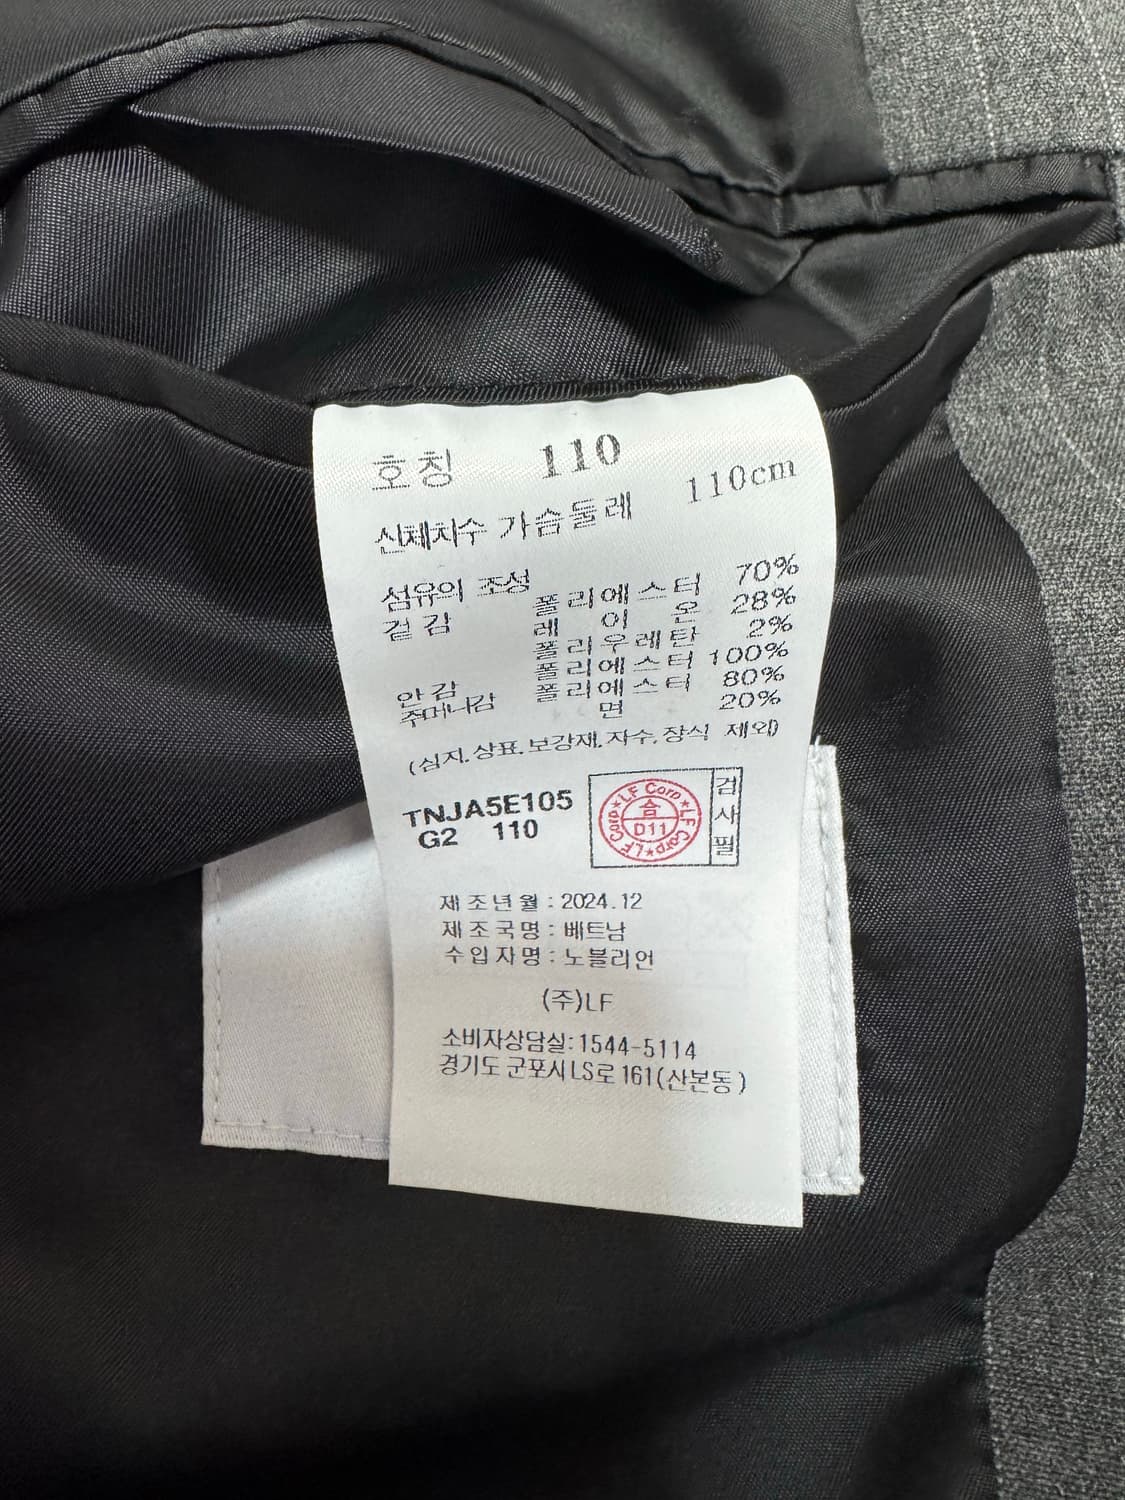 호칭 110
신체치수 가슴둘레 110cm
섬유의 조성
겉감 폴리에스터 70%
레이온 28%
폴리우레탄 2%
안감 폴리에스터 100%
주머니감 폴리에스터 80%
면 20%
(심지.상표.보강재.자수.장식 제외)
TNJA5E105
G2 110
LF Corp★LF Corp★LF Corp★
合
D11
검사필
제조년월 : 2024.12
제조국명 : 베트남
수입자명 : 노블리언
(주)LF
소비자상담실:1544-5114
경기도 군포시 LS로 161(산본동)